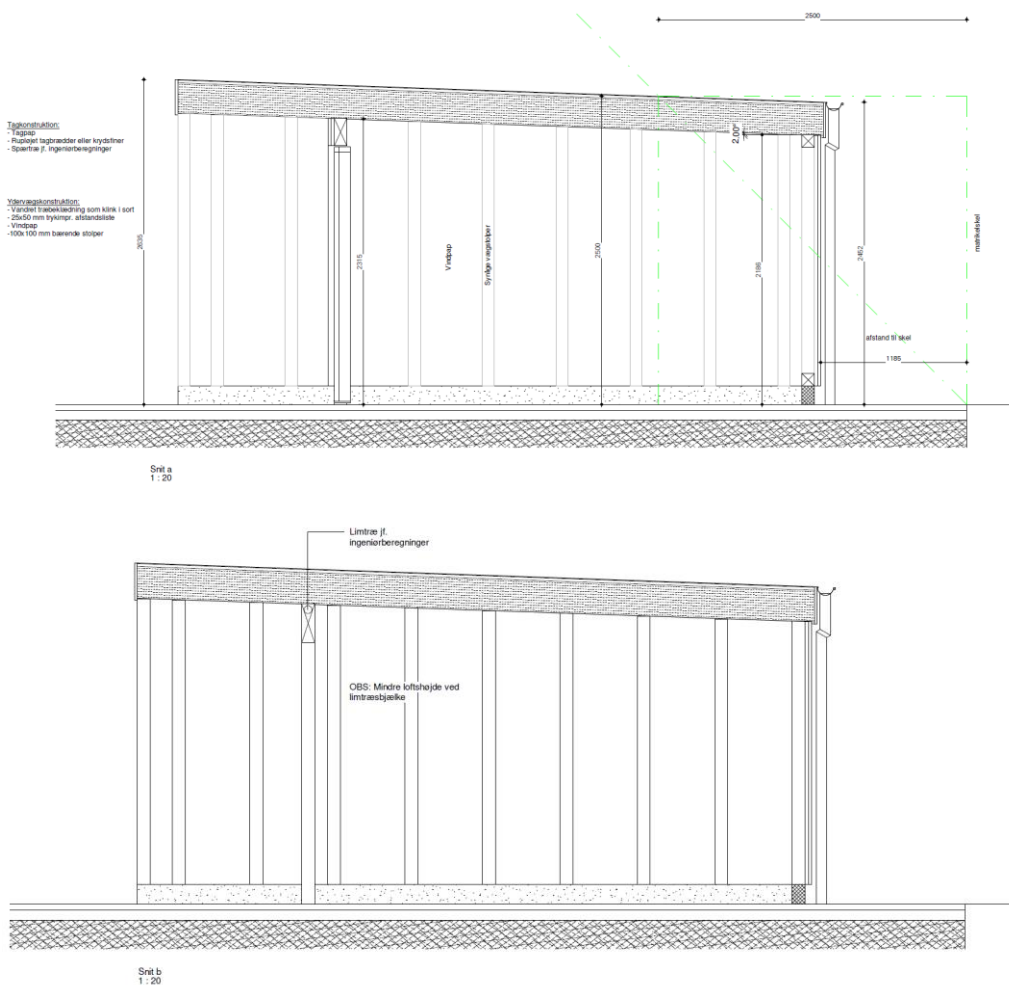 2500
Tagkonstruktion:
- Tagpap
- Rupløjet tagbrædder eller krydsfiner
- Spærtræ jf. ingeniørberegninger
Ydervægskonstruktion:
- Vandret træbeklædning som klink i sort
- 25x50 mm trykimpr. afstandsliste
- Vindpap
-100x100 mm bærende stolper
2635
2315
Vindpap
Synlige vægstolper
2500
2,00°
2186
2452
matrikelskel
afstand til skel
1185
Snit a
1 : 20
Limtræ jf.
ingeniørberegninger
OBS: Mindre loftshøjde ved
limtræsbjælke
Snit b
1 : 20